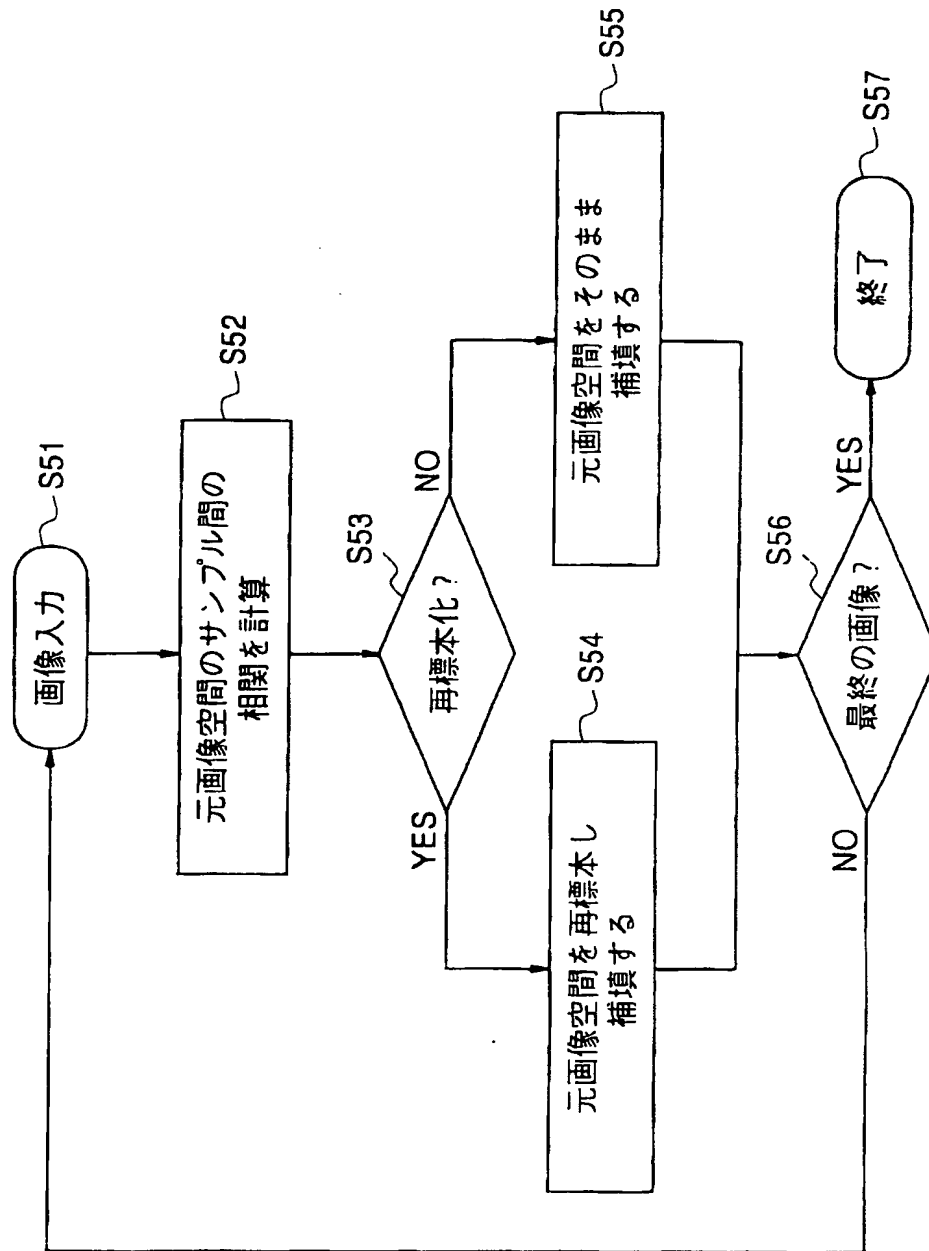 画像入力
S51
元画像空間のサンプル間の
相関を計算
S52
再標本化？
S53
YES
NO
元画像空間を再標本し
補填する
S54
元画像空間をそのまま
補填する
S55
最終の画像？
S56
NO
YES
終了
S57